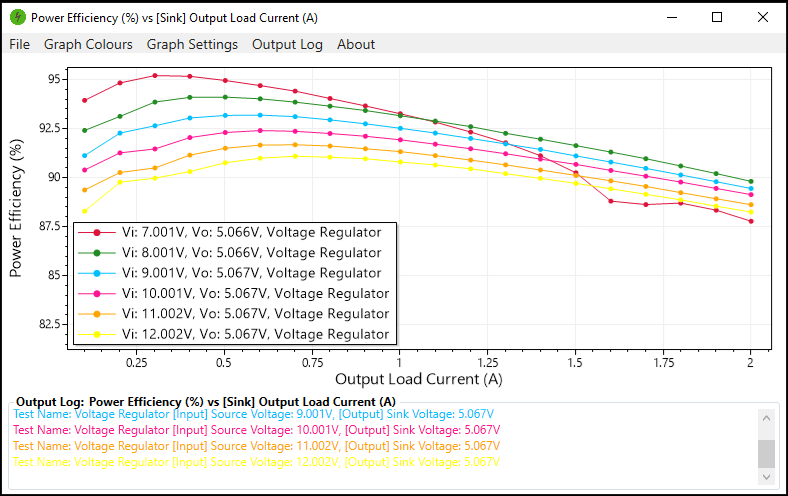 Power Efficiency (%) vs [Sink] Output Load Current (A)
File Graph Colours Graph Settings Output Log About
95
92.5
90
87.5
85
82.5
Power Efficiency (%)
Vi: 7.001V, Vo: 5.066V, Voltage Regulator
Vi: 8.001V, Vo: 5.066V, Voltage Regulator
Vi: 9.001V, Vo: 5.067V, Voltage Regulator
Vi: 10.001V, Vo: 5.067V, Voltage Regulator
Vi: 11.002V, Vo: 5.067V, Voltage Regulator
Vi: 12.002V, Vo: 5.067V, Voltage Regulator
0.25 0.5 0.75 1 1.25 1.5 1.75 2
Output Load Current (A)
Output Log: Power Efficiency (%) vs [Sink] Output Load Current (A)
Test Name: Voltage Regulator [Input] Source Voltage: 9.001V, [Output] Sink Voltage: 5.067V
Test Name: Voltage Regulator [Input] Source Voltage: 10.001V, [Output] Sink Voltage: 5.067V
Test Name: Voltage Regulator [Input] Source Voltage: 11.002V, [Output] Sink Voltage: 5.067V
Test Name: Voltage Regulator [Input] Source Voltage: 12.002V, [Output] Sink Voltage: 5.067V